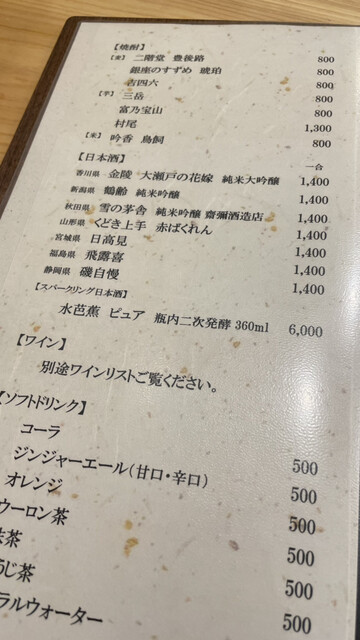 【焼酎】
【麦】 二階堂 豊後路 800
銀座のすずめ 琥珀 800
吉四六 800
【芋】 三岳 800
富乃宝山 800
村尾 1,300
【米】 吟香 鳥飼 800
【日本酒】 一合
香川県 金陵 大瀬戸の花嫁 純米大吟醸 1,400
新潟県 鶴齢 純米吟醸 1,400
秋田県 雪の茅舎 純米吟醸 齋彌酒造店 1,400
山形県 くどき上手 赤ばくれん 1,400
宮城県 日高見 1,400
福島県 飛露喜 1,400
静岡県 磯自慢 1,400
【スパークリング日本酒】
水芭蕉 ピュア 瓶内二次発酵 360ml 6,000
【ワイン】
別途ワインリストご覧ください。
【ソフトドリンク】
コーラ 500
ジンジャーエール(甘口・辛口) 500
オレンジ 500
ウーロン茶 500
茶 500
うじ茶 500
ラルウォーター